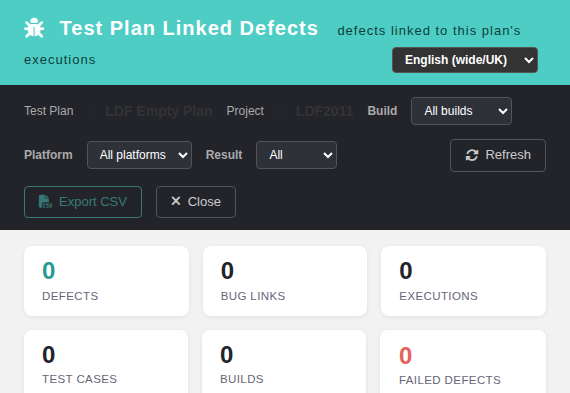 Test Plan Linked Defects defects linked to this plan's
executions English (wide/UK)
Test Plan : LDF Empty Plan Project : LDF2011 Build All builds
Platform All platforms Result All Refresh
Export CSV Close
0 0 0
DEFECTS BUG LINKS EXECUTIONS
0 0 0
TEST CASES BUILDS FAILED DEFECTS